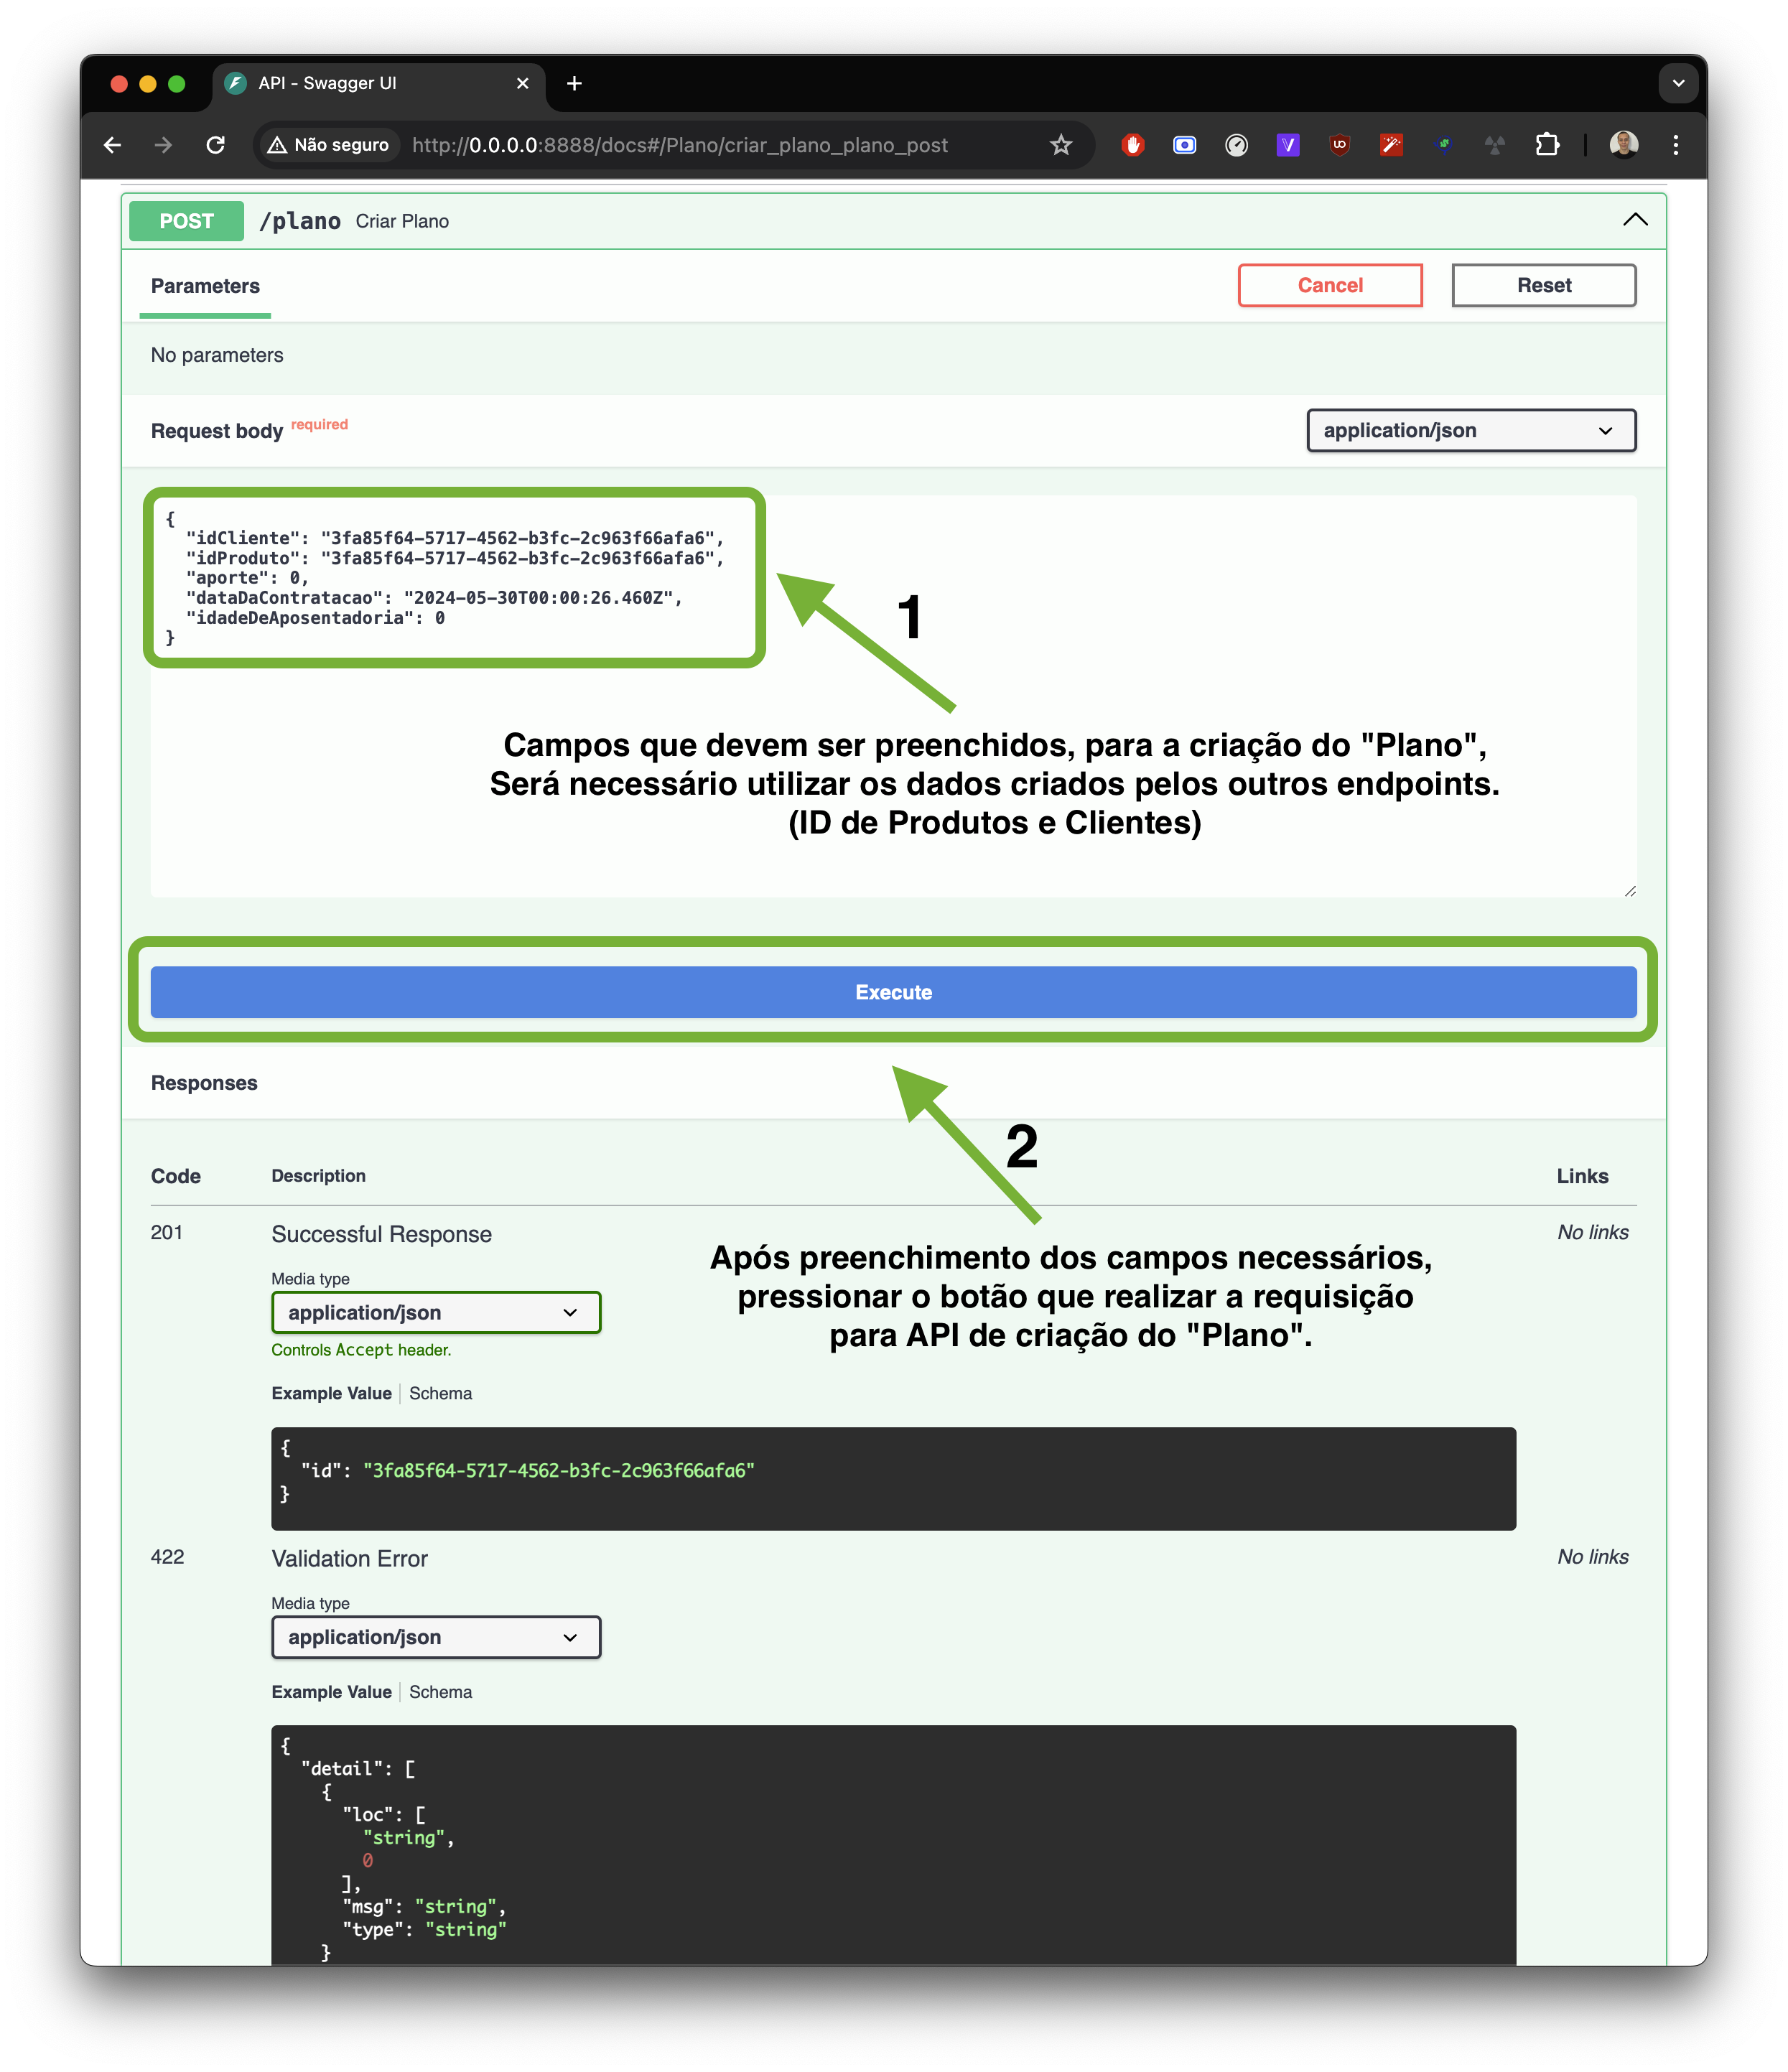 API - Swagger UI
Não seguro http://0.0.0.0:8888/docs#/Plano/criar_plano_plano_post
POST /plano Criar Plano
Parameters
Cancel
Reset
No parameters
Request body required
application/json
{
"idCliente": "3fa85f64-5717-4562-b3fc-2c963f66afa6",
"idProduto": "3fa85f64-5717-4562-b3fc-2c963f66afa6",
"aporte": 0,
"dataDaContratacao": "2024-05-30T00:00:26.460Z",
"idadeDeAposentadoria": 0
}
1
Campos que devem ser preenchidos, para a criação do "Plano",
Será necessário utilizar os dados criados pelos outros endpoints.
(ID de Produtos e Clientes)
Execute
Responses
2
Code Description Links
201 Successful Response No links
Após preenchimento dos campos necessários,
pressionar o botão que realizar a requisição
para API de criação do "Plano".
Media type
application/json
Controls Accept header.
Example Value Schema
{
"id": "3fa85f64-5717-4562-b3fc-2c963f66afa6"
}
422 Validation Error No links
Media type
application/json
Example Value Schema
{
"detail": [
{
"loc": [
"string",
0
],
"msg": "string",
"type": "string"
}